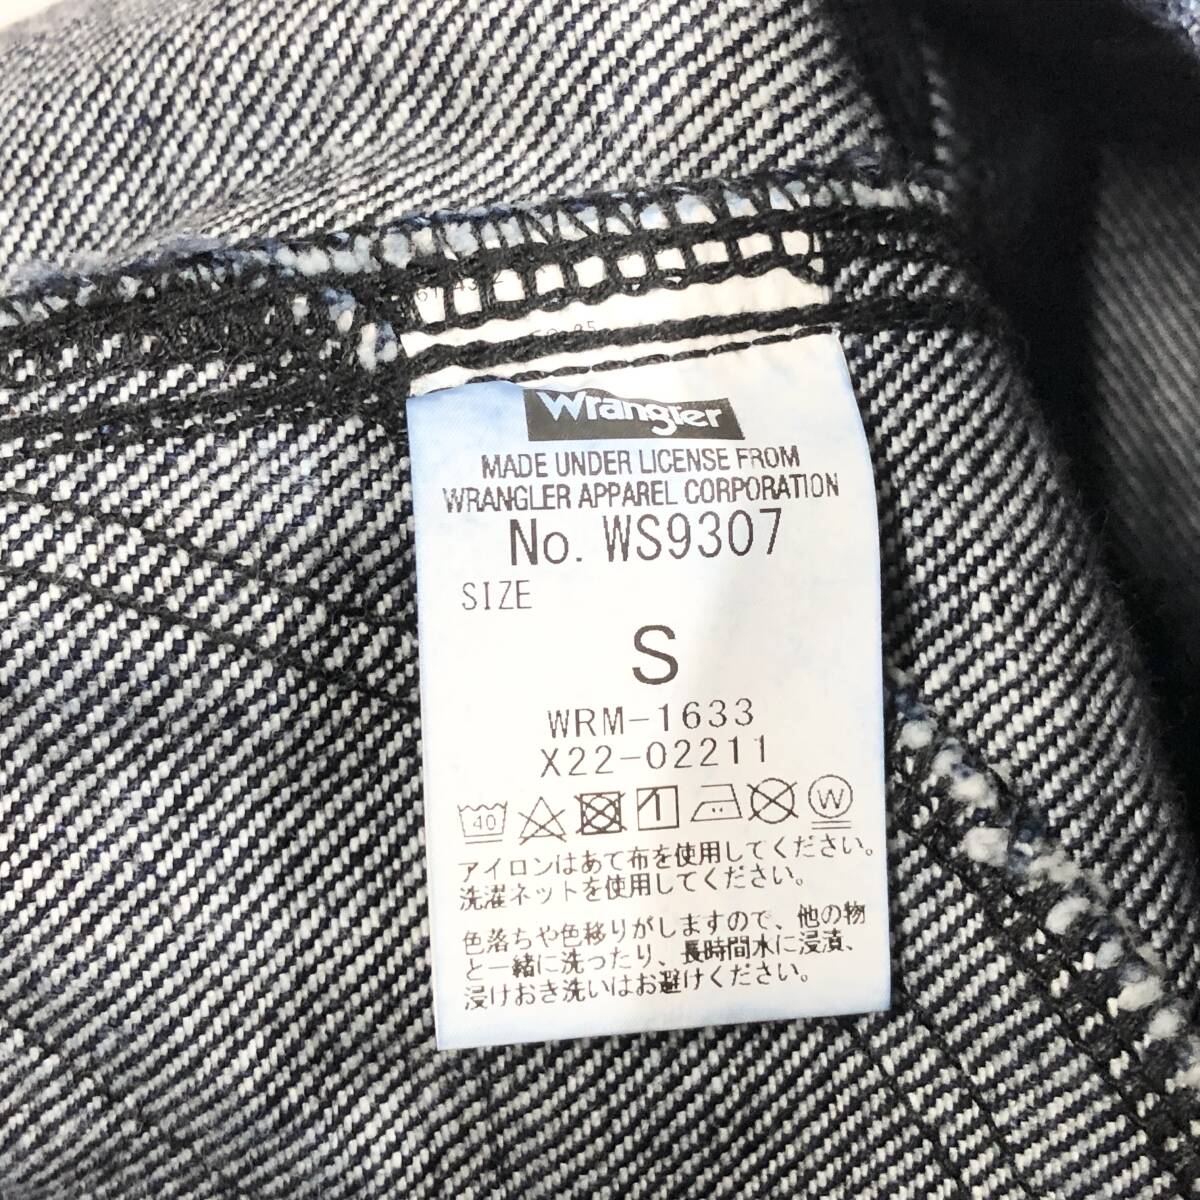 Wrangler
MADE UNDER LICENSE FROM
WRANGLER APPAREL CORPORATION
No. WS9307
SIZE
S
WRM-1633
X22-02211
40 1 W
アイロンはあて布を使用してください。
洗濯ネットを使用してください。
色落ちや色移りがしますので、他の物
と一緒に洗ったり、長時間水に浸漬、
浸けおき洗いはお避けください。